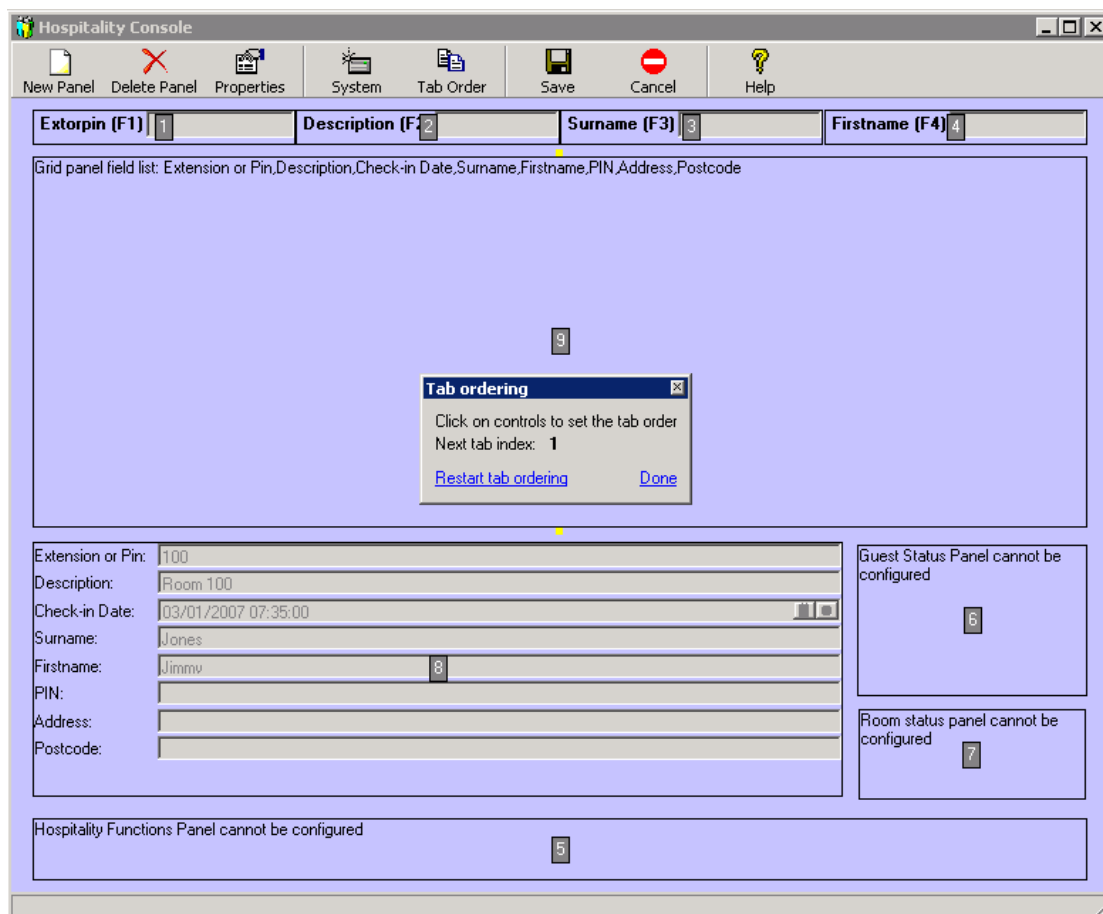 Hospitality Console
New Panel Delete Panel Properties System Tab Order Save Cancel Help
Extorpin (F1) 1 Description (F2 2 Surname (F3) 3 Firstname (F4) 4
Grid panel field list: Extension or Pin,Description,Check-in Date,Surname,Firstname,PIN,Address,Postcode
9
Tab ordering
Click on controls to set the tab order
Next tab index: 1
Restart tab ordering Done
Extension or Pin: 100
Description: Room 100
Check-in Date: 03/01/2007 07:35:00
Surname: Jones
Firstname: Jimmy 8
PIN:
Address:
Postcode:
Guest Status Panel cannot be
configured
6
Room status panel cannot be
configured
7
Hospitality Functions Panel cannot be configured
5